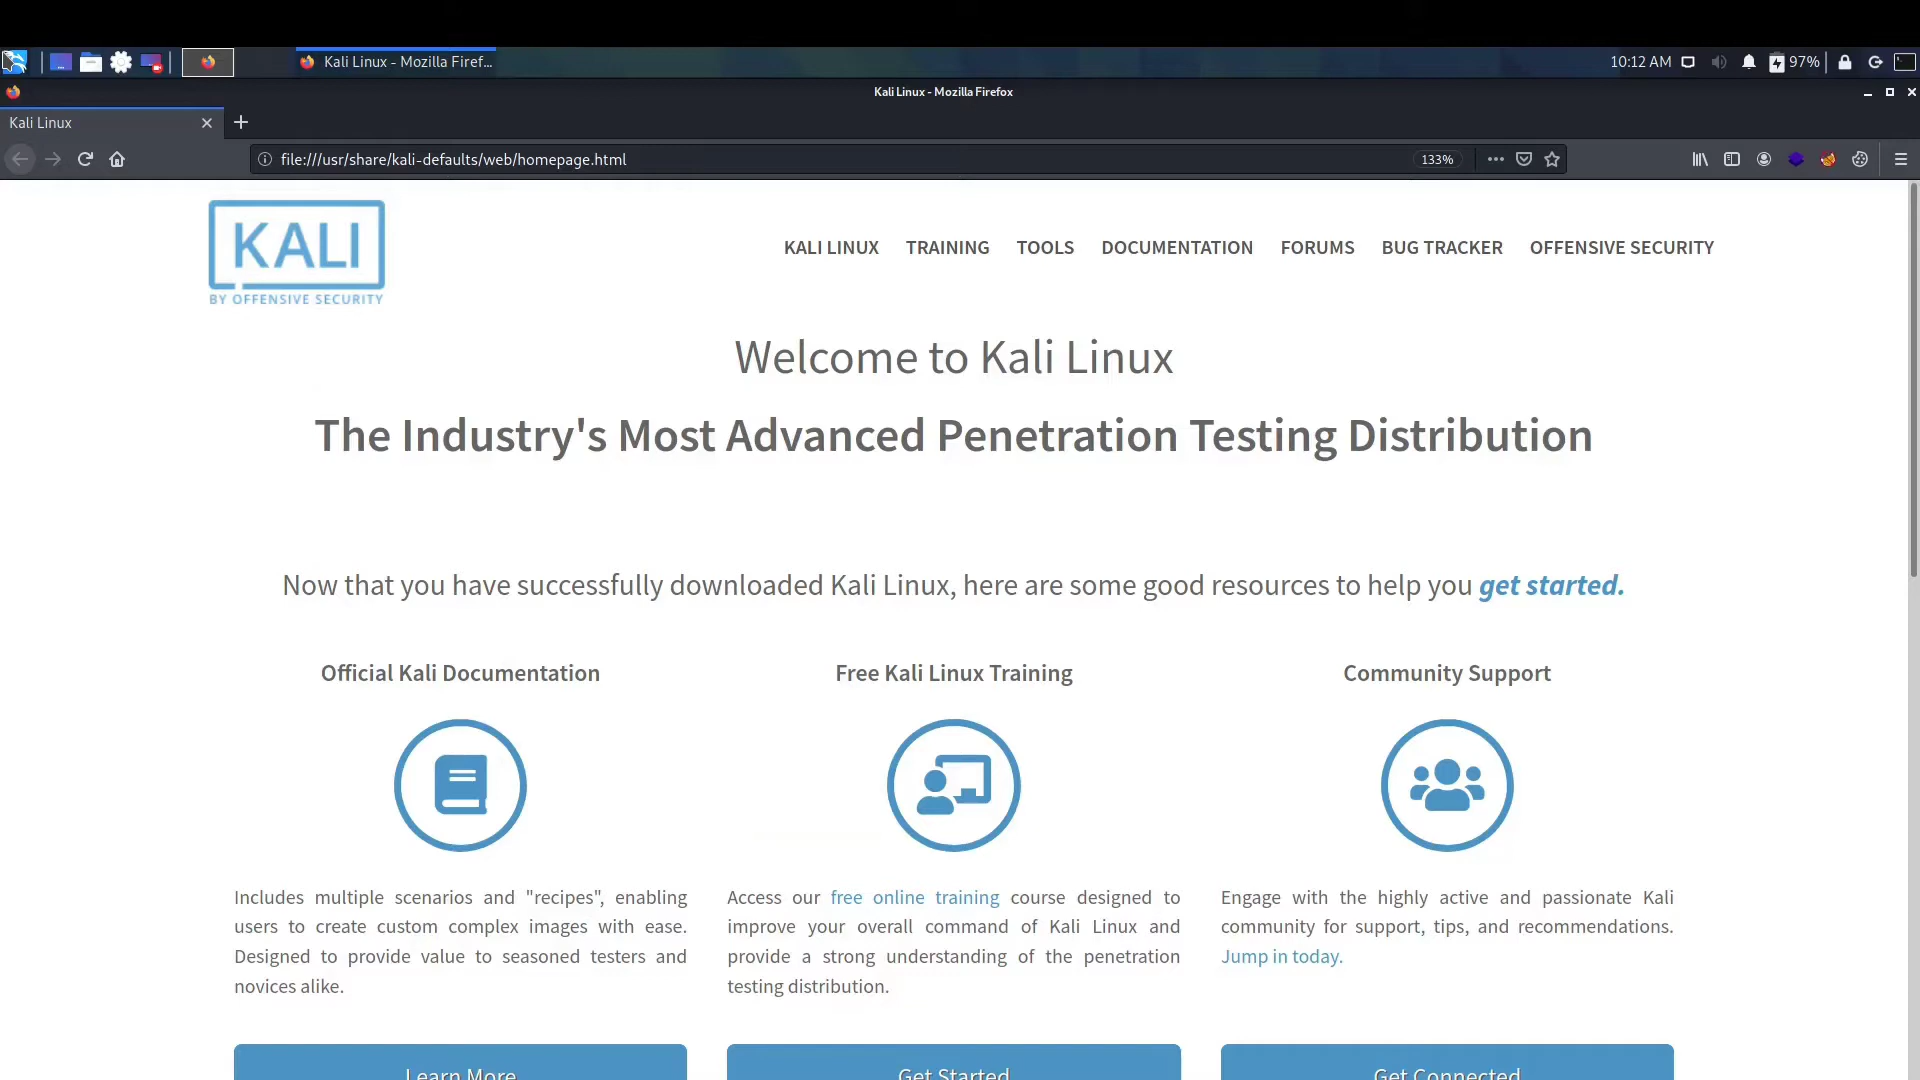 Kali Linux - Mozilla Firef...
10:12 AM
97%
Kali Linux - Mozilla Firefox
Kali Linux
file:///usr/share/kali-defaults/web/homepage.html
133%
KALI
BY OFFENSIVE SECURITY
KALI LINUX TRAINING TOOLS DOCUMENTATION FORUMS BUG TRACKER OFFENSIVE SECURITY
Welcome to Kali Linux
The Industry's Most Advanced Penetration Testing Distribution
Now that you have successfully downloaded Kali Linux, here are some good resources to help you get started.
Official Kali Documentation
Includes multiple scenarios and "recipes", enabling
users to create custom complex images with ease.
Designed to provide value to seasoned testers and
novices alike.
Learn More
Free Kali Linux Training
Access our free online training course designed to
improve your overall command of Kali Linux and
provide a strong understanding of the penetration
testing distribution.
Get Started
Community Support
Engage with the highly active and passionate Kali
community for support, tips, and recommendations.
Jump in today.
Get Connected